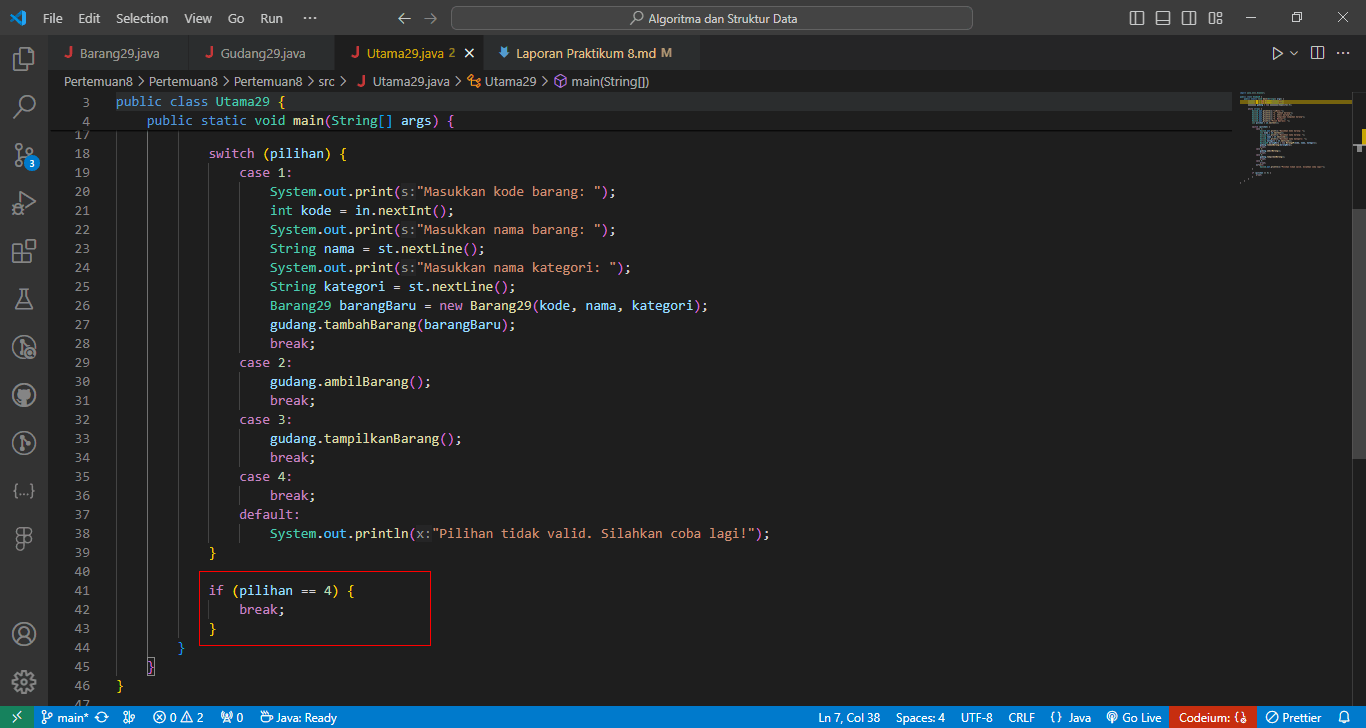 File Edit Selection View Go Run ··· Algoritma dan Struktur Data
J Barang29.java J Gudang29.java J Utama29.java 2 Laporan Praktikum 8.md M
Pertemuan8 > Pertemuan8 > Pertemuan8 > src > J Utama29.java > Utama29 > main(String[])
3 public class Utama29 {
4 public static void main(String[] args) {
17
18 switch (pilihan) {
19 case 1:
20 System.out.print(s:"Masukkan kode barang: ");
21 int kode = in.nextInt();
22 System.out.print(s:"Masukkan nama barang: ");
23 String nama = st.nextLine();
24 System.out.print(s:"Masukkan nama kategori: ");
25 String kategori = st.nextLine();
26 Barang29 barangBaru = new Barang29(kode, nama, kategori);
27 gudang.tambahBarang(barangBaru);
28 break;
29 case 2:
30 gudang.ambilBarang();
31 break;
32 case 3:
33 gudang.tampilkanBarang();
34 break;
35 case 4:
36 break;
37 default:
38 System.out.println(x:"Pilihan tidak valid. Silahkan coba lagi!");
39 }
40
41 if (pilihan == 4) {
42 break;
43 }
44 }
45 }
46 }
47
3
main* 0 2 0 Java: Ready Ln 7, Col 38 Spaces: 4 UTF-8 CRLF {} Java Go Live Codeium: {} Prettier